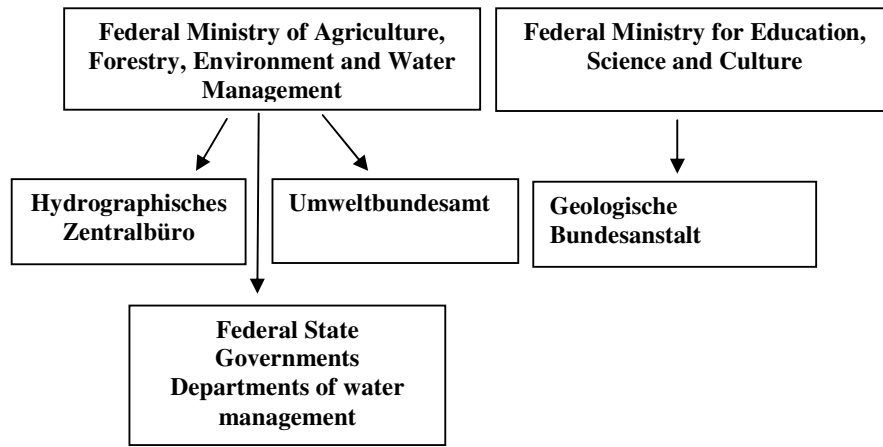 Federal Ministry of Agriculture,
Forestry, Environment and Water
Management
Federal Ministry for Education,
Science and Culture
Hydrographisches
Zentralbüro
Umweltbundesamt
Geologische
Bundesanstalt
Federal State
Governments
Departments of water
management